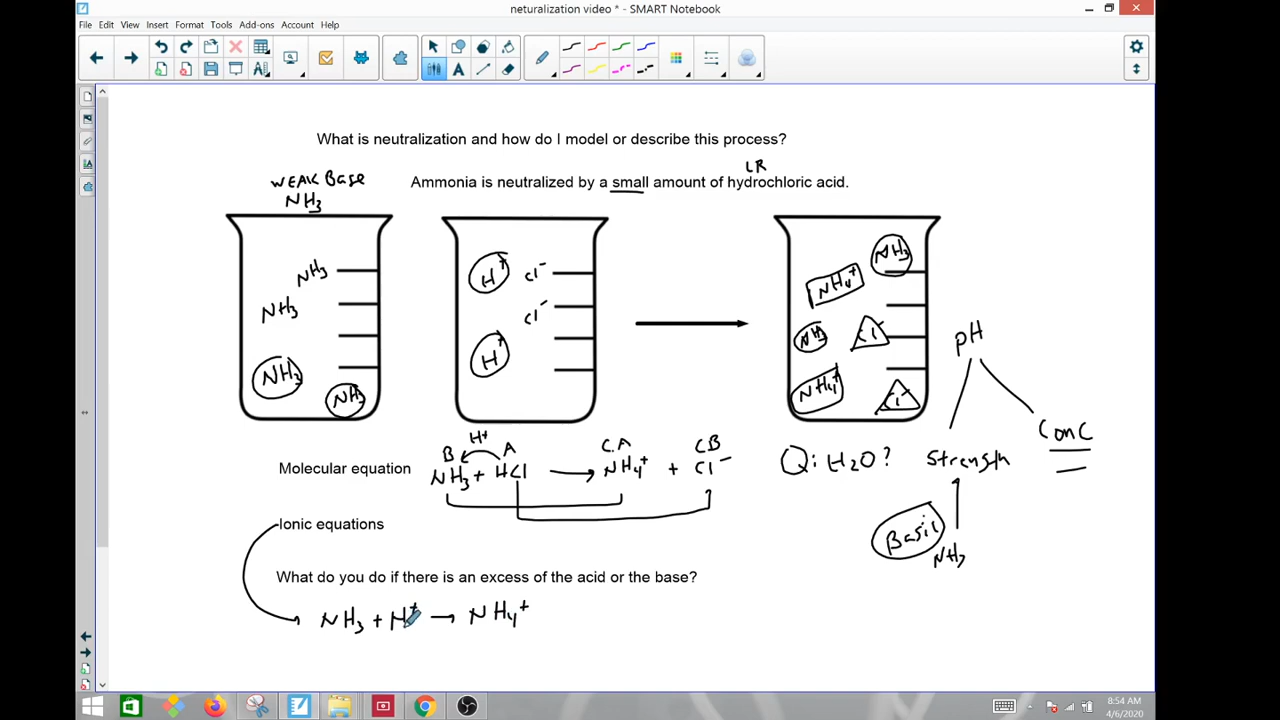 neturalization video * - SMART Notebook
File Edit View Insert Format Tools Add-ons Account Help
What is neutralization and how do I model or describe this process?
LR
Ammonia is neutralized by a small amount of hydrochloric acid.
WEAK Base
NH3
NH3
NH3
NH3
NH3
H+ Cl-
Cl-
H+
NH3
NH4+
NH3 Cl-
NH4+ Cl-
pH
Strength
Conc
Basic
NH3
H+
B A C.A CB
Molecular equation NH3 + HCl → NH4+ + Cl-
Q: H2O?
Ionic equations
What do you do if there is an excess of the acid or the base?
NH3 + H+ → NH4+
8:54 AM
4/6/2020